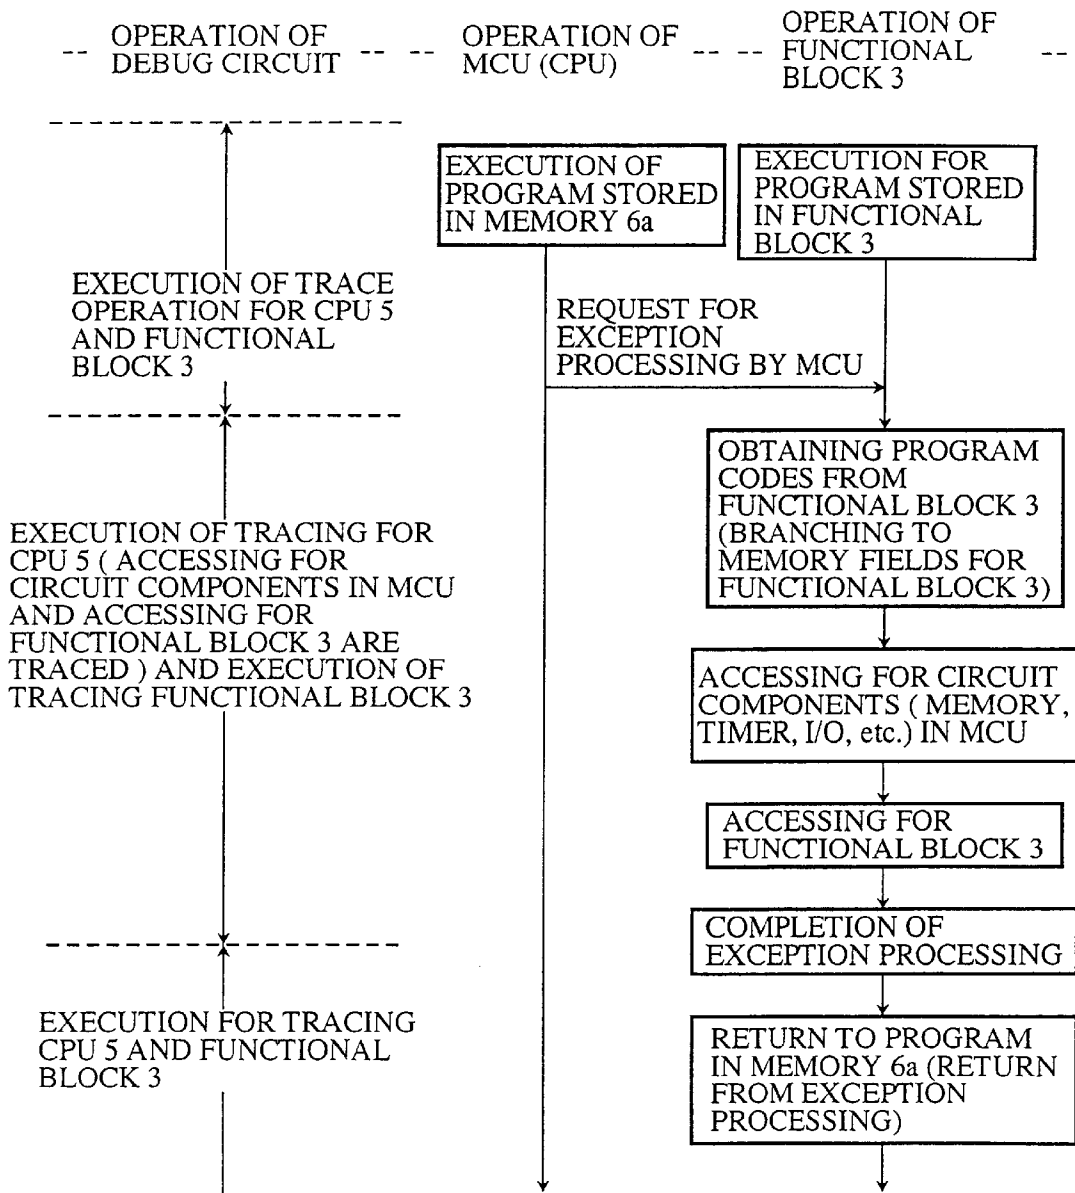 OPERATION OF
DEBUG CIRCUIT
OPERATION OF
MCU (CPU)
OPERATION OF
FUNCTIONAL
BLOCK 3
EXECUTION OF
PROGRAM STORED
IN MEMORY 6a
EXECUTION FOR
PROGRAM STORED
IN FUNCTIONAL
BLOCK 3
EXECUTION OF TRACE
OPERATION FOR CPU 5
AND FUNCTIONAL
BLOCK 3
REQUEST FOR
EXCEPTION
PROCESSING BY MCU
OBTAINING PROGRAM
CODES FROM
FUNCTIONAL BLOCK 3
(BRANCHING TO
MEMORY FIELDS FOR
FUNCTIONAL BLOCK 3)
EXECUTION OF TRACING FOR
CPU 5 ( ACCESSING FOR
CIRCUIT COMPONENTS IN MCU
AND ACCESSING FOR
FUNCTIONAL BLOCK 3 ARE
TRACED ) AND EXECUTION OF
TRACING FUNCTIONAL BLOCK 3
ACCESSING FOR CIRCUIT
COMPONENTS ( MEMORY,
TIMER, I/O, etc.) IN MCU
ACCESSING FOR
FUNCTIONAL BLOCK 3
COMPLETION OF
EXCEPTION PROCESSING
EXECUTION FOR TRACING
CPU 5 AND FUNCTIONAL
BLOCK 3
RETURN TO PROGRAM
IN MEMORY 6a (RETURN
FROM EXCEPTION
PROCESSING)